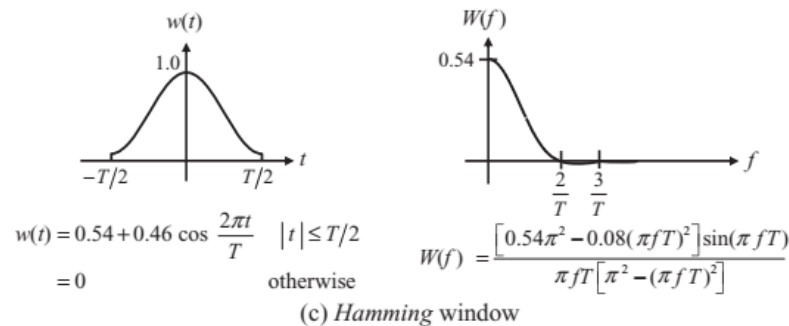 w(t)
1.0
−T/2 T/2 t
W(f)
0.54
2/T 3/T f
w(t) = 0.54+0.46 cos 2πt/T |t| ≤ T/2
= 0 otherwise
W(f) = [0.54π² − 0.08(πfT)²] sin(π fT) / πfT[π² − (πfT)²]
(c) Hamming window